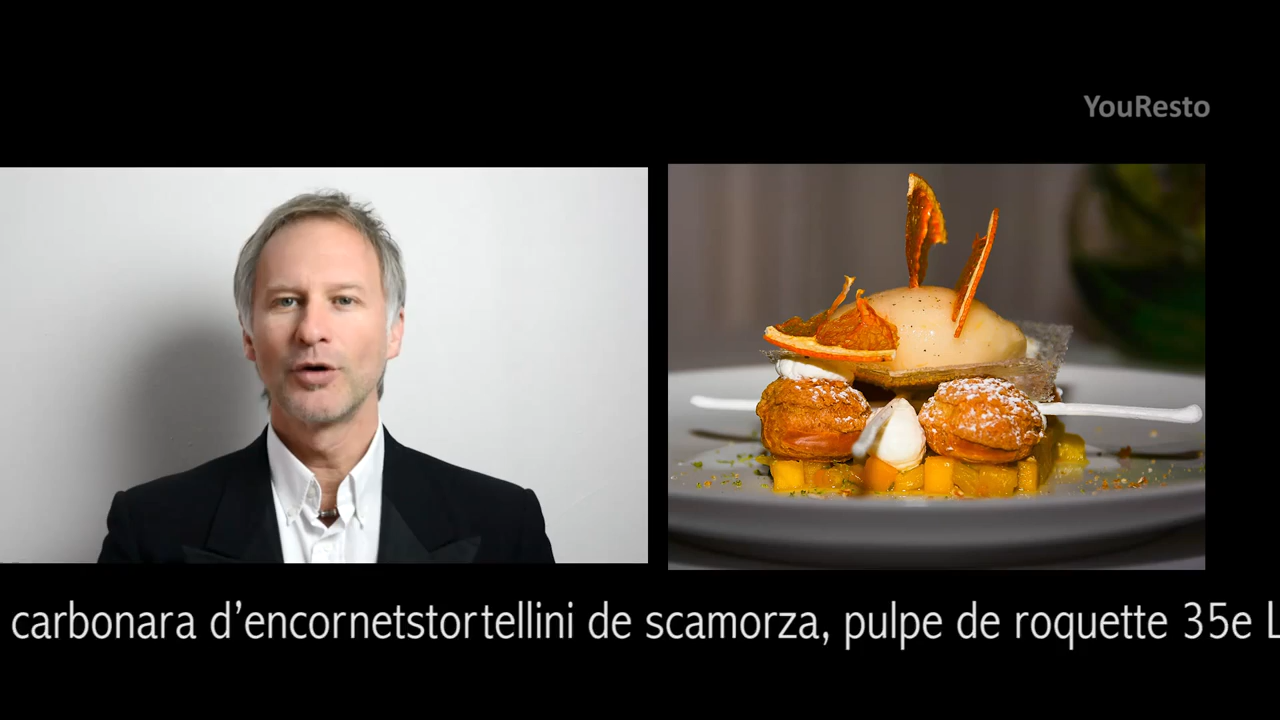 YouResto
carbonara d’encornetstortellini de scamorza, pulpe de roquette 35e L